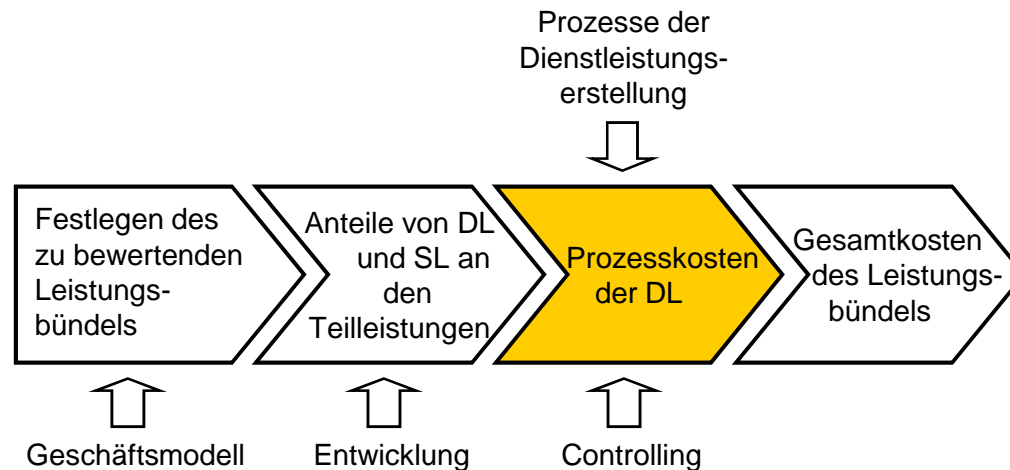 Prozesse der
Dienstleistungs-
erstellung
Festlegen des
zu bewertenden
Leistungs-
bündels
Anteile von DL
und SL an
den
Teilleistungen
Prozesskosten
der DL
Gesamtkosten
des Leistungs-
bündels
Geschäftsmodell
Entwicklung
Controlling